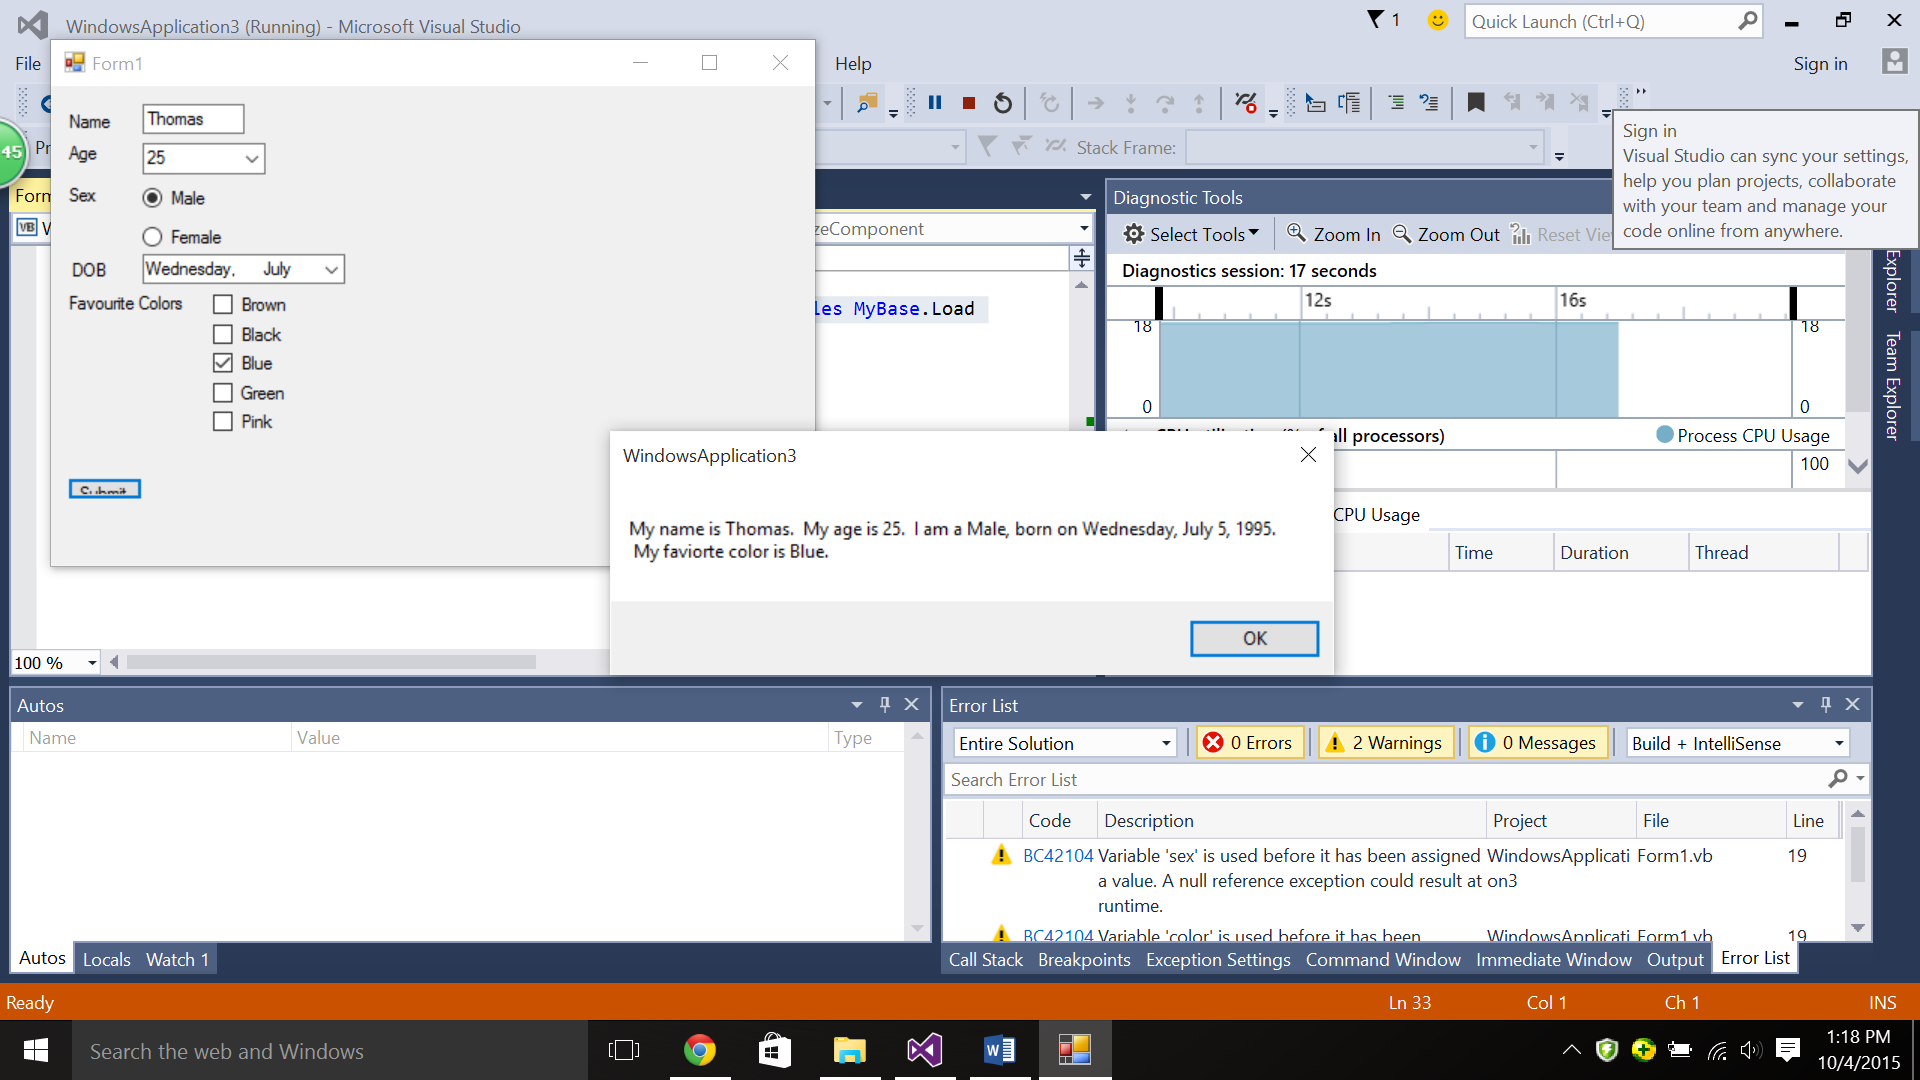 WindowsApplication3 (Running) - Microsoft Visual Studio
1
Quick Launch (Ctrl+Q)
File
Form1
Help
Sign in
Name
Thomas
Age
25
Sex
Male
Female
DOB
Wednesday, July
Favourite Colors
Brown
Black
Blue
Green
Pink
Submit
45
Pr
Stack Frame:
Sign in
Visual Studio can sync your settings,
help you plan projects, collaborate
with your team and manage your
code online from anywhere.
Form
VB W
zeComponent
les MyBase.Load
Diagnostic Tools
Select Tools
Zoom In
Zoom Out
Reset View
Diagnostics session: 17 seconds
12s
16s
18
18
0
0
all processors)
Process CPU Usage
100
CPU Usage
Time
Duration
Thread
Explorer
Team Explorer
WindowsApplication3
My name is Thomas.  My age is 25.  I am a Male, born on Wednesday, July 5, 1995.
My faviorte color is Blue.
OK
100 %
Autos
Name
Value
Type
Autos
Locals
Watch 1
Error List
Entire Solution
0 Errors
2 Warnings
0 Messages
Build + IntelliSense
Search Error List
Code
Description
Project
File
Line
BC42104 Variable 'sex' is used before it has been assigned WindowsApplicati Form1.vb 19
a value. A null reference exception could result at on3
runtime.
BC42104 Variable 'color' is used before it has been WindowsApplicati Form1.vb 19
Call Stack
Breakpoints
Exception Settings
Command Window
Immediate Window
Output
Error List
Ready
Ln 33
Col 1
Ch 1
INS
Search the web and Windows
1:18 PM
10/4/2015